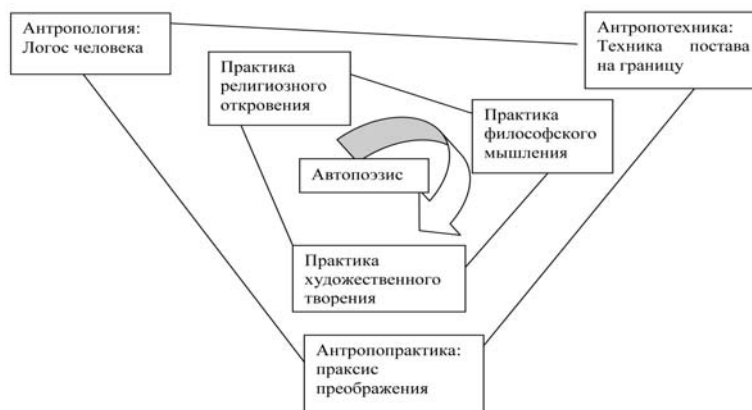 Антропология:
Логос человека
Антропотехника:
Техника постава
на границу
Практика
религиозного
откровения
Практика
философского
мышления
Автопоэзис
Практика
художественного
творения
Антропопрактика:
праксис
преображения